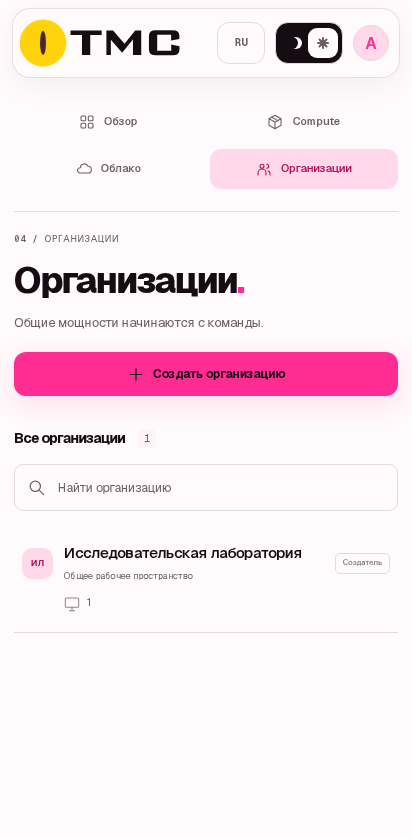 TMC
RU
A
Обзор
Compute
Облако
Организации
04 / ОРГАНИЗАЦИИ
Организации.
Общие мощности начинаются с команды.
Создать организацию
Все организации 1
Найти организацию
ИЛ
Исследовательская лаборатория
Общее рабочее пространство
Создатель
1